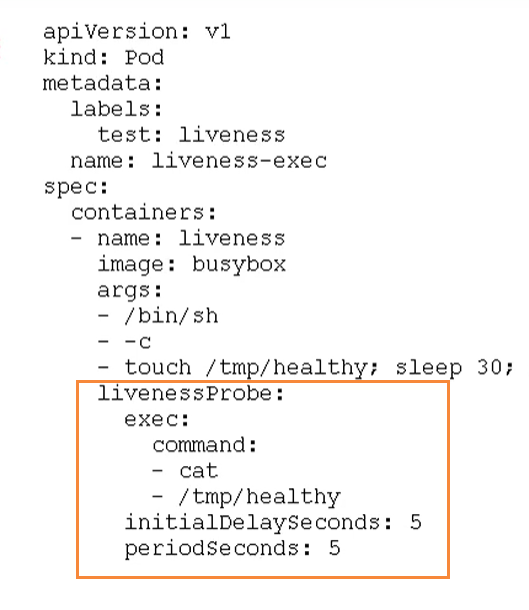 apiVersion: v1
kind: Pod
metadata:
  labels:
    test: liveness
  name: liveness-exec
spec:
  containers:
  - name: liveness
    image: busybox
    args:
    - /bin/sh
    - -c
    - touch /tmp/healthy; sleep 30;
    livenessProbe:
      exec:
        command:
        - cat
        - /tmp/healthy
      initialDelaySeconds: 5
      periodSeconds: 5